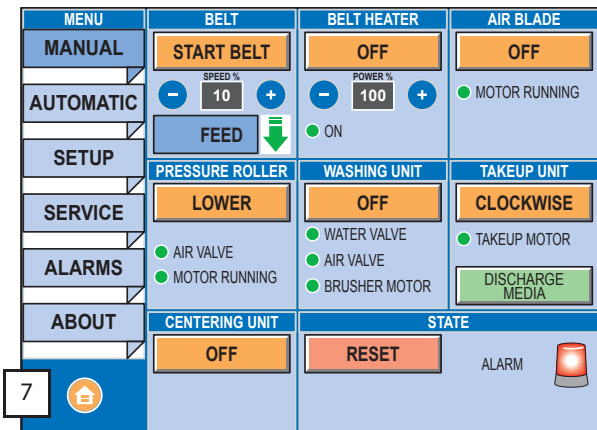 MENU
MANUAL
AUTOMATIC
SETUP
SERVICE
ALARMS
ABOUT
7
BELT
START BELT
SPEED %
- 10 +
FEED
BELT HEATER
OFF
POWER %
- 100 +
ON
AIR BLADE
OFF
MOTOR RUNNING
PRESSURE ROLLER
LOWER
AIR VALVE
MOTOR RUNNING
WASHING UNIT
OFF
WATER VALVE
AIR VALVE
BRUSHER MOTOR
TAKEUP UNIT
CLOCKWISE
TAKEUP MOTOR
DISCHARGE
MEDIA
CENTERING UNIT
OFF
STATE
RESET
ALARM